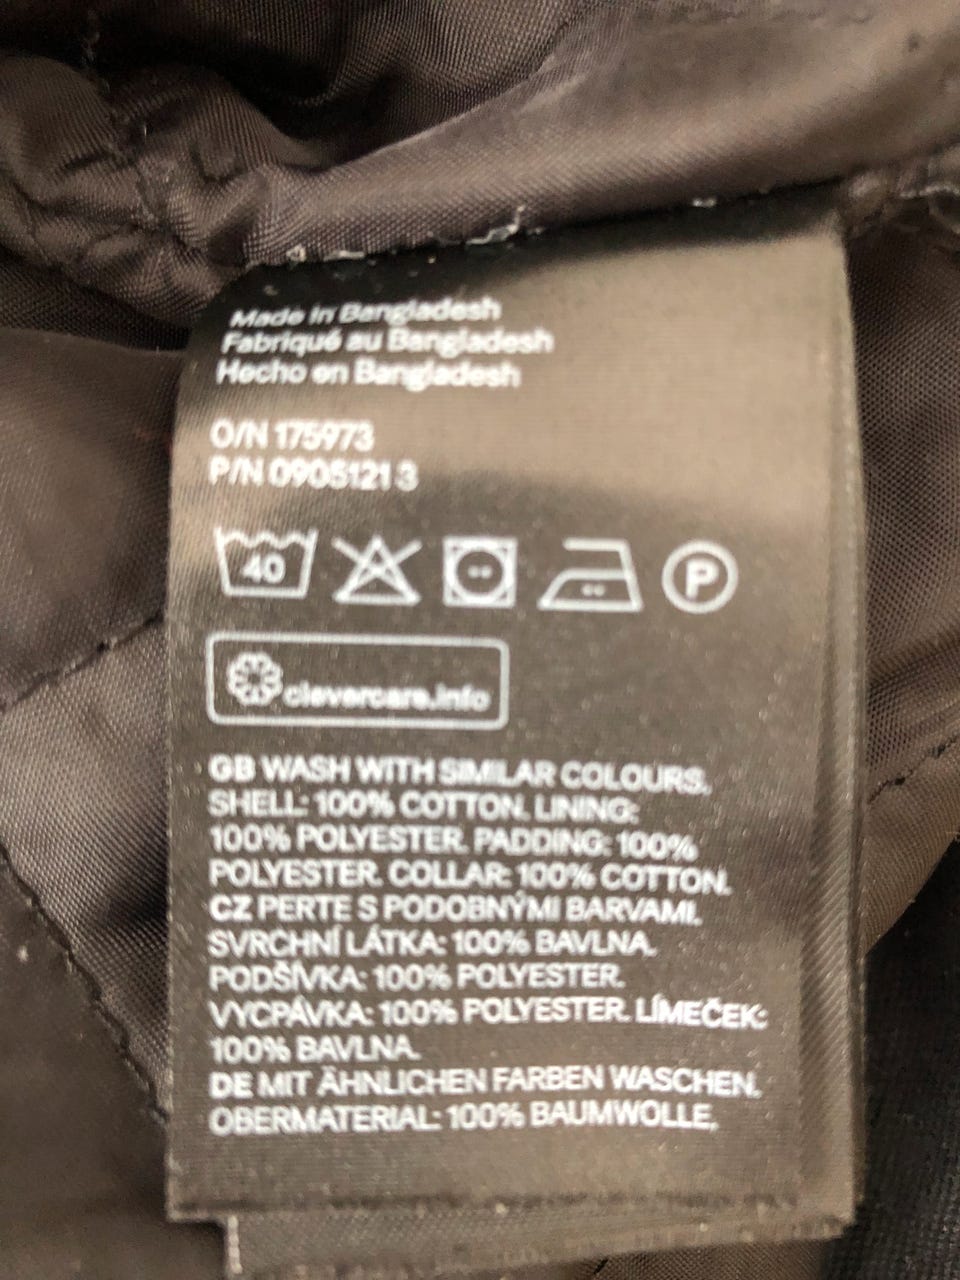 Made in Bangladesh
Fabriqué au Bangladesh
Hecho en Bangladesh
O/N 175973
P/N 09051213
40 P
clevercare.info
GB WASH WITH SIMILAR COLOURS.
SHELL: 100% COTTON. LINING:
100% POLYESTER. PADDING: 100%
POLYESTER. COLLAR: 100% COTTON.
CZ PERTE S PODOBNÝMI BARVAMI.
SVRCHNÍ LÁTKA: 100% BAVLNA.
PODŠÍVKA: 100% POLYESTER.
VYCPÁVKA: 100% POLYESTER. LÍMEČEK:
100% BAVLNA.
DE MIT ÄHNLICHEN FARBEN WASCHEN.
OBERMATERIAL: 100% BAUMWOLLE,